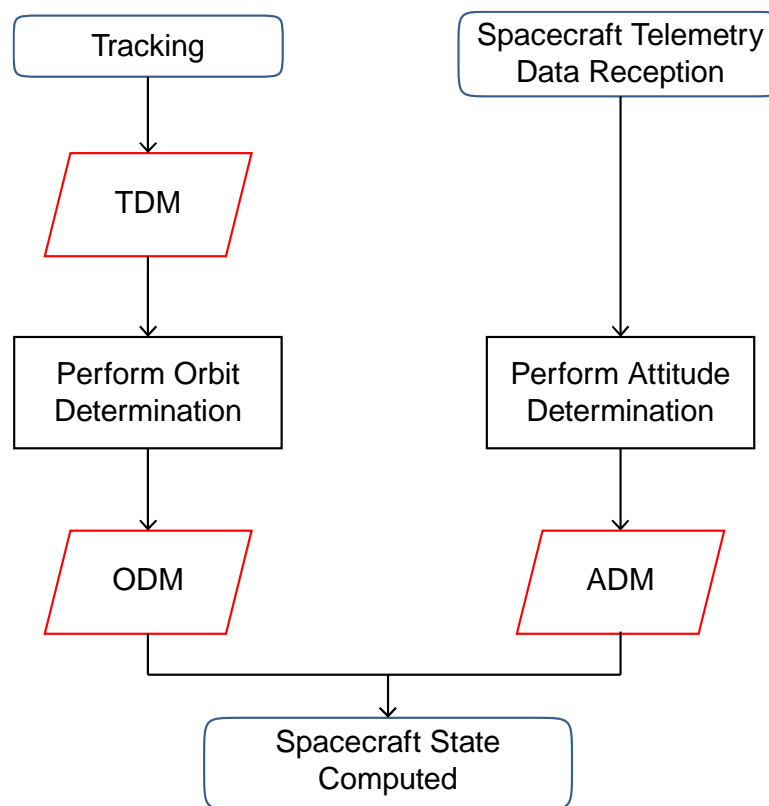 Tracking
Spacecraft Telemetry
Data Reception
TDM
Perform Orbit
Determination
Perform Attitude
Determination
ODM
ADM
Spacecraft State
Computed